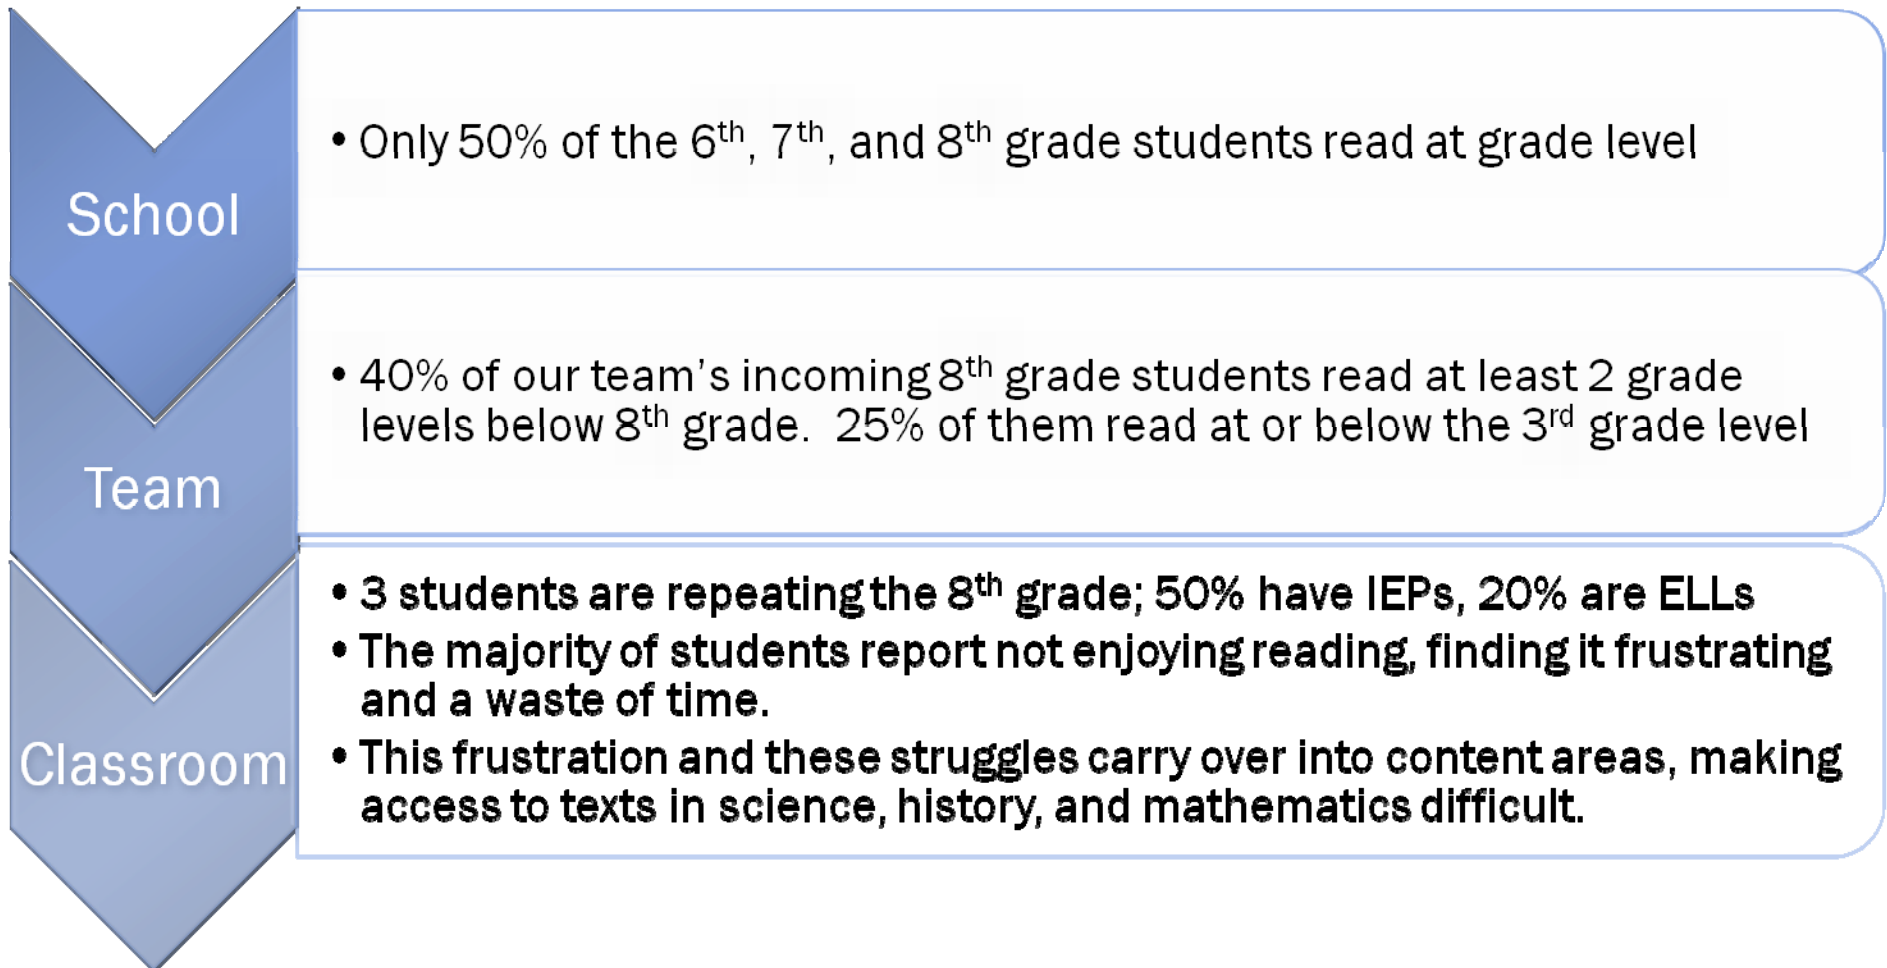 School
• Only 50% of the 6th, 7th, and 8th grade students read at grade level
Team
• 40% of our team's incoming 8th grade students read at least 2 grade
levels below 8th grade.  25% of them read at or below the 3rd grade level
Classroom
• 3 students are repeating the 8th grade; 50% have IEPs, 20% are ELLs
• The majority of students report not enjoying reading, finding it frustrating
and a waste of time.
• This frustration and these struggles carry over into content areas, making
access to texts in science, history, and mathematics difficult.